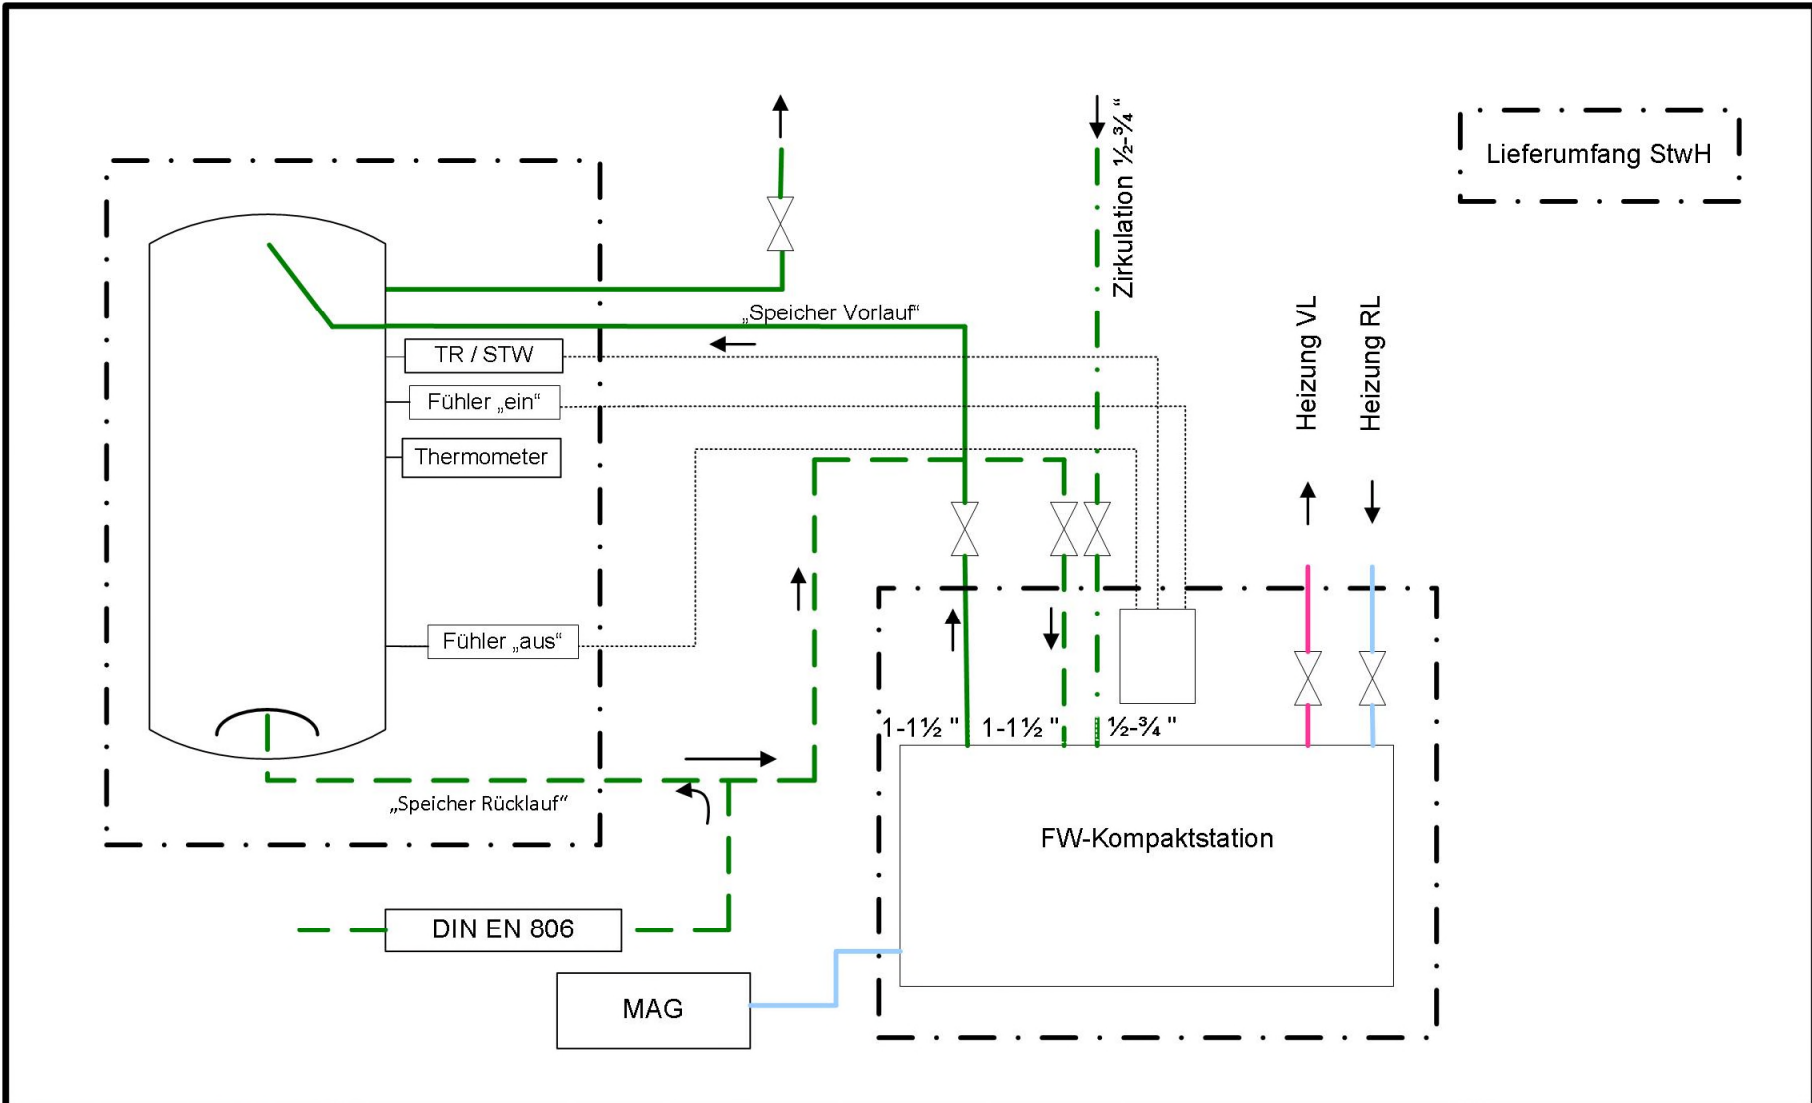 Zirkulation ½-¾ “
Lieferumfang StwH
„Speicher Vorlauf“
TR / STW
Fühler „ein“
Thermometer
Heizung VL
Heizung RL
Fühler „aus“
1-1½ "
1-1½ "
½-¾ "
„Speicher Rücklauf“
FW-Kompaktstation
DIN EN 806
MAG